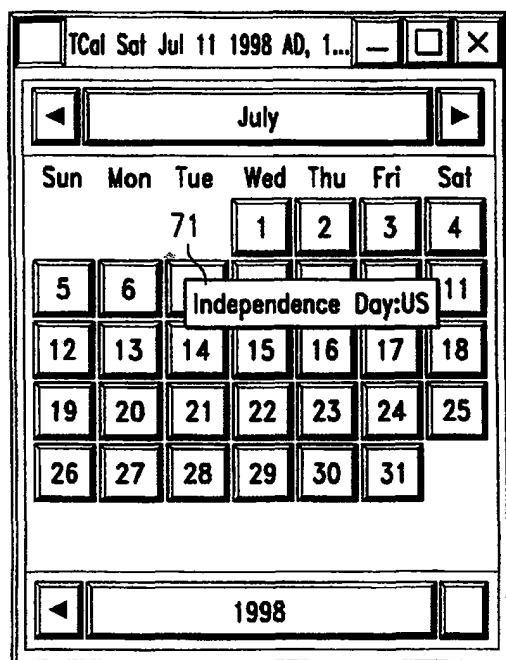 TCal Sat Jul 11 1998 AD, 1...
July
Sun Mon Tue Wed Thu Fri Sat
71 1 2 3 4
5 6 11
Independence Day:US
12 13 14 15 16 17 18
19 20 21 22 23 24 25
26 27 28 29 30 31
1998